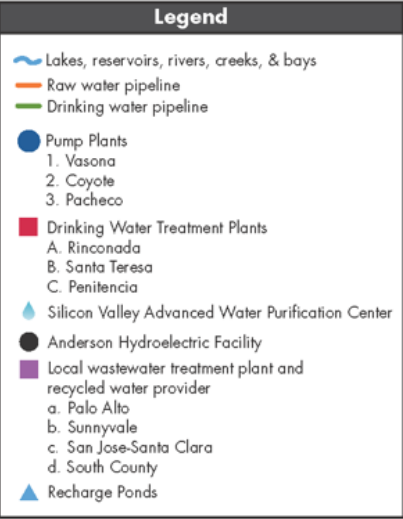 Legend
Lakes, reservoirs, rivers, creeks, & bays
Raw water pipeline
Drinking water pipeline
Pump Plants
1. Vasona
2. Coyote
3. Pacheco
Drinking Water Treatment Plants
A. Rinconada
B. Santa Teresa
C. Penitencia
Silicon Valley Advanced Water Purification Center
Anderson Hydroelectric Facility
Local wastewater treatment plant and
recycled water provider
a. Palo Alto
b. Sunnyvale
c. San Jose-Santa Clara
d. South County
Recharge Ponds